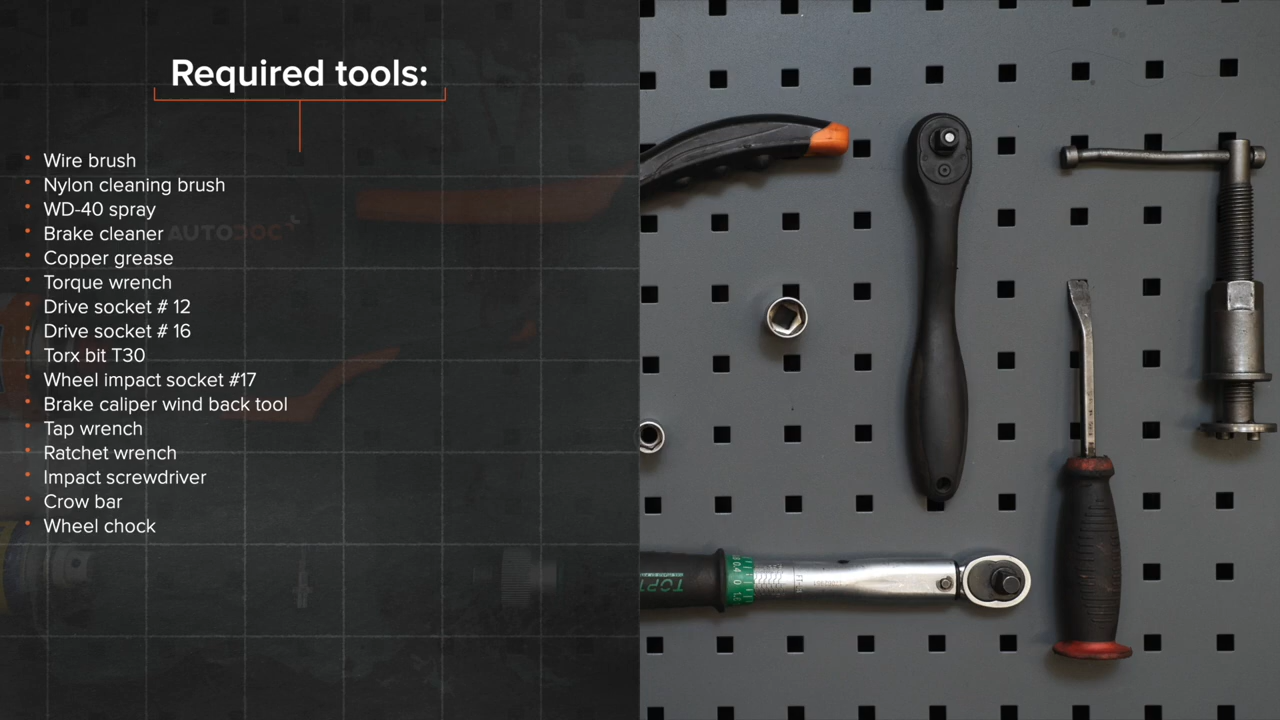 Required tools:
Wire brush
Nylon cleaning brush
WD-40 spray
AUTODOC
Brake cleaner
Copper grease
Torque wrench
Drive socket # 12
Drive socket # 16
Torx bit T30
Wheel impact socket #17
Brake caliper wind back tool
Tap wrench
Ratchet wrench
Impact screwdriver
Crow bar
Wheel chock